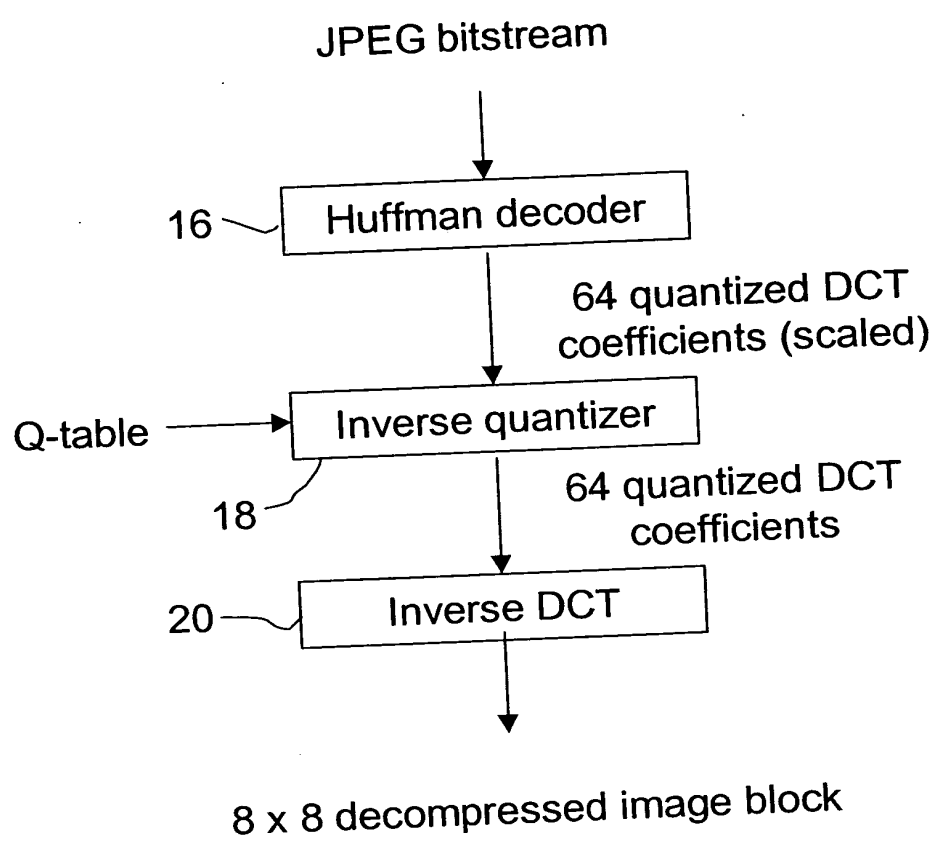 JPEG bitstream
16
Huffman decoder
64 quantized DCT
coefficients (scaled)
Q-table
Inverse quantizer
18
64 quantized DCT
coefficients
20
Inverse DCT
8 x 8 decompressed image block